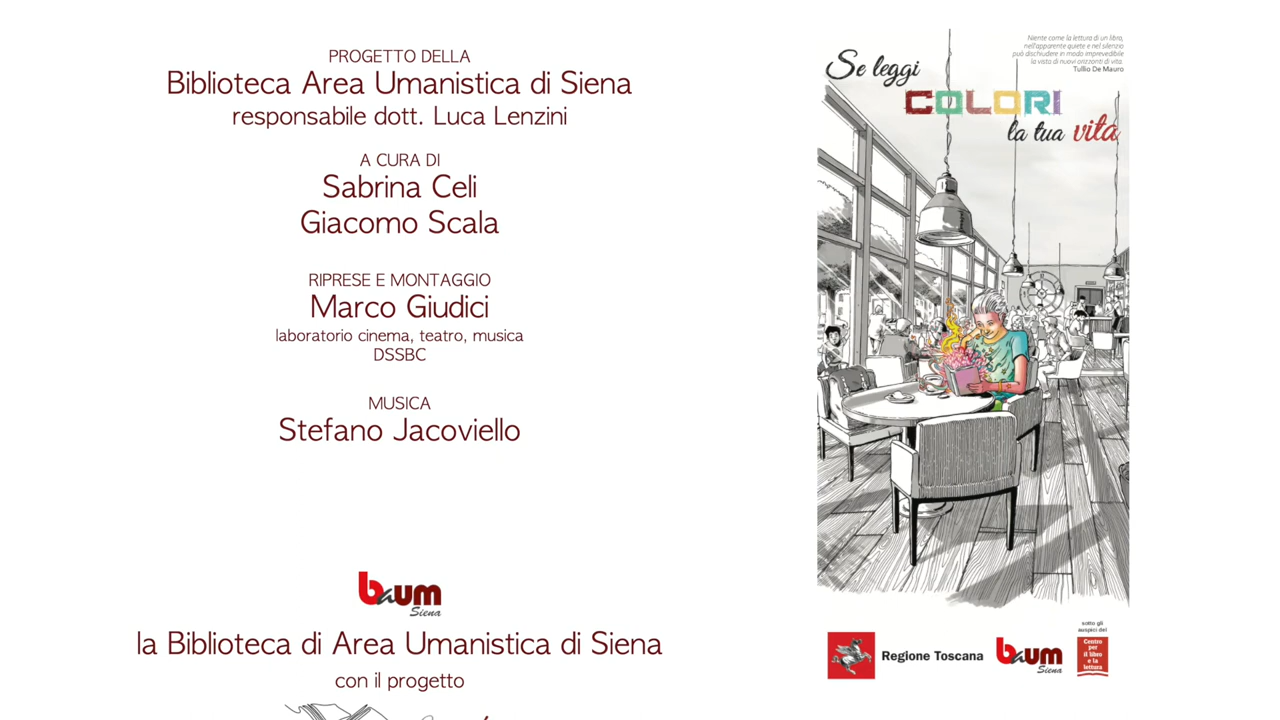 PROGETTO DELLA
Biblioteca Area Umanistica di Siena
responsabile dott. Luca Lenzini
A CURA DI
Sabrina Celi
Giacomo Scala
RIPRESE E MONTAGGIO
Marco Giudici
laboratorio cinema, teatro, musica
DSSBC
MUSICA
Stefano Jacoviello
baum
Siena
la Biblioteca di Area Umanistica di Siena
con il progetto
Niente come la lettura di un libro,
nell'apparente quiete e nel silenzio
può dischiudere in modo imprevedibile
la vista di nuovi orizzonti di vita.
Tullio De Mauro
Se leggi
COLORI
la tua vita
Regione Toscana
baum
Siena
sotto gli
auspici del
Centro
per
il libro
e la
lettura